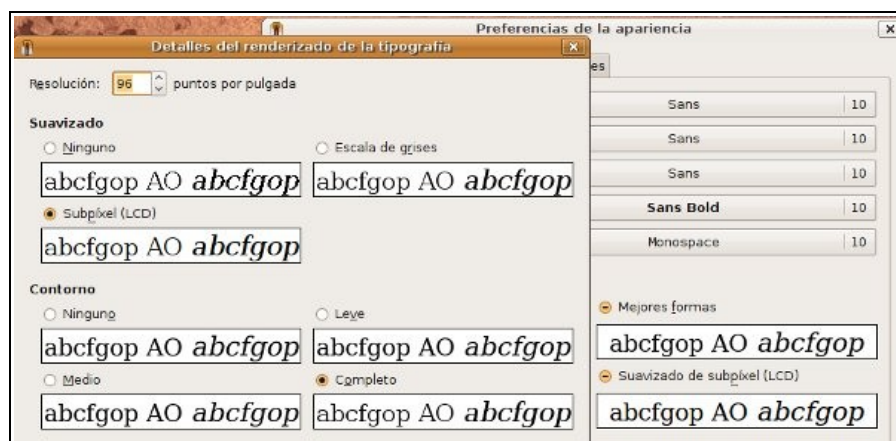 Preferencias de la apariencia
Detalles del renderizado de la tipografía
es
Resolución: 96 puntos por pulgada
Suavizado
Ninguno
Escala de grises
abcfgop AO abcfgop
abcfgop AO abcfgop
Subpíxel (LCD)
abcfgop AO abcfgop
Contorno
Ninguno
Leve
abcfgop AO abcfgop
abcfgop AO abcfgop
Medio
Completo
abcfgop AO abcfgop
abcfgop AO abcfgop
Sans 10
Sans 10
Sans 10
Sans Bold 10
Monospace 10
Mejores formas
abcfgop AO abcfgop
Suavizado de subpíxel (LCD)
abcfgop AO abcfgop